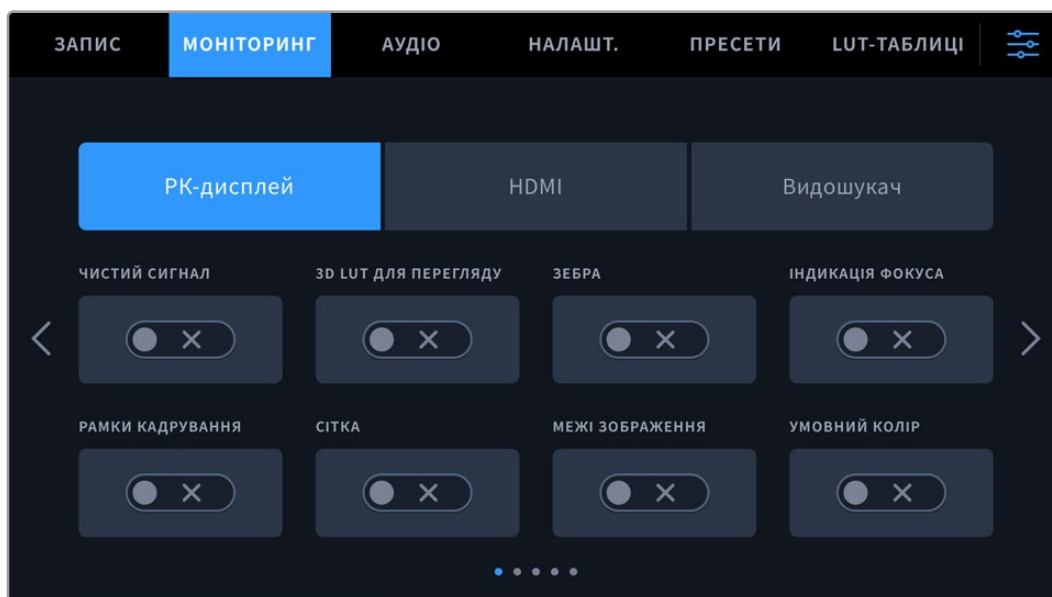 ЗАПИС МОНІТОРИНГ АУДІО НАЛАШТ. ПРЕСЕТИ LUT-ТАБЛИЦІ
РК-дисплей HDMI Видошукач
ЧИСТИЙ СИГНАЛ 3D LUT ДЛЯ ПЕРЕГЛЯДУ ЗЕБРА ІНДИКАЦІЯ ФОКУСА
РАМКИ КАДРУВАННЯ СІТКА МЕЖІ ЗОБРАЖЕННЯ УМОВНИЙ КОЛІР